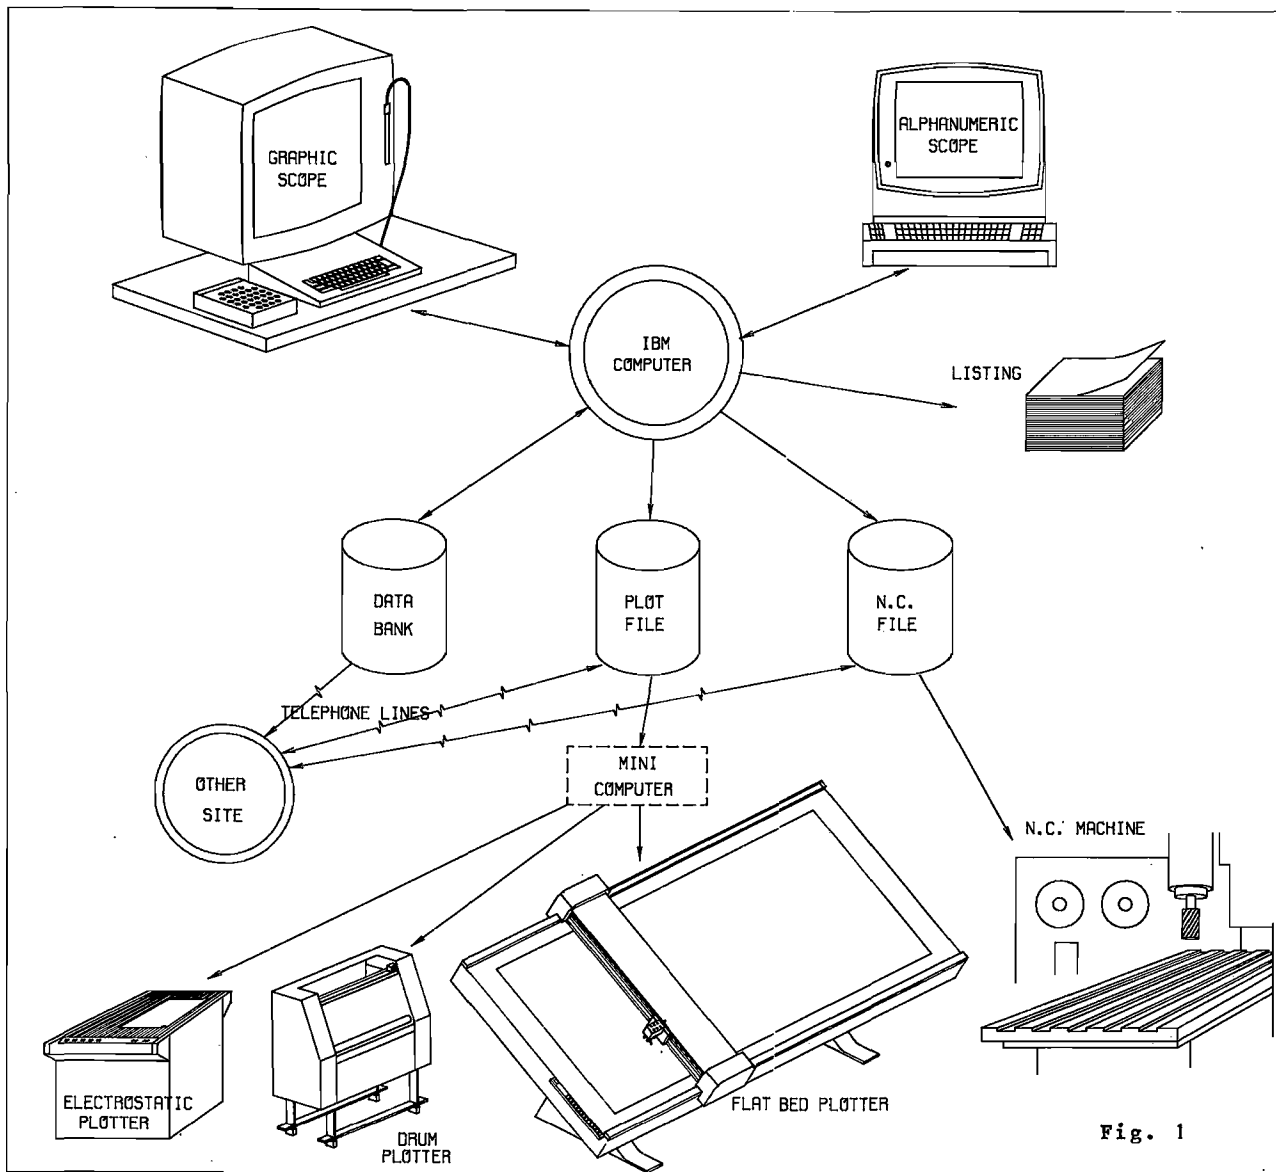 GRAPHIC
SCOPE
ALPHANUMERIC
SCOPE
IBM
COMPUTER
LISTING
DATA
BANK
PLOT
FILE
N.C.
FILE
TELEPHONE LINES
OTHER
SITE
MINI
COMPUTER
N.C. MACHINE
ELECTROSTATIC
PLOTTER
DRUM
PLOTTER
FLAT BED PLOTTER
Fig. 1